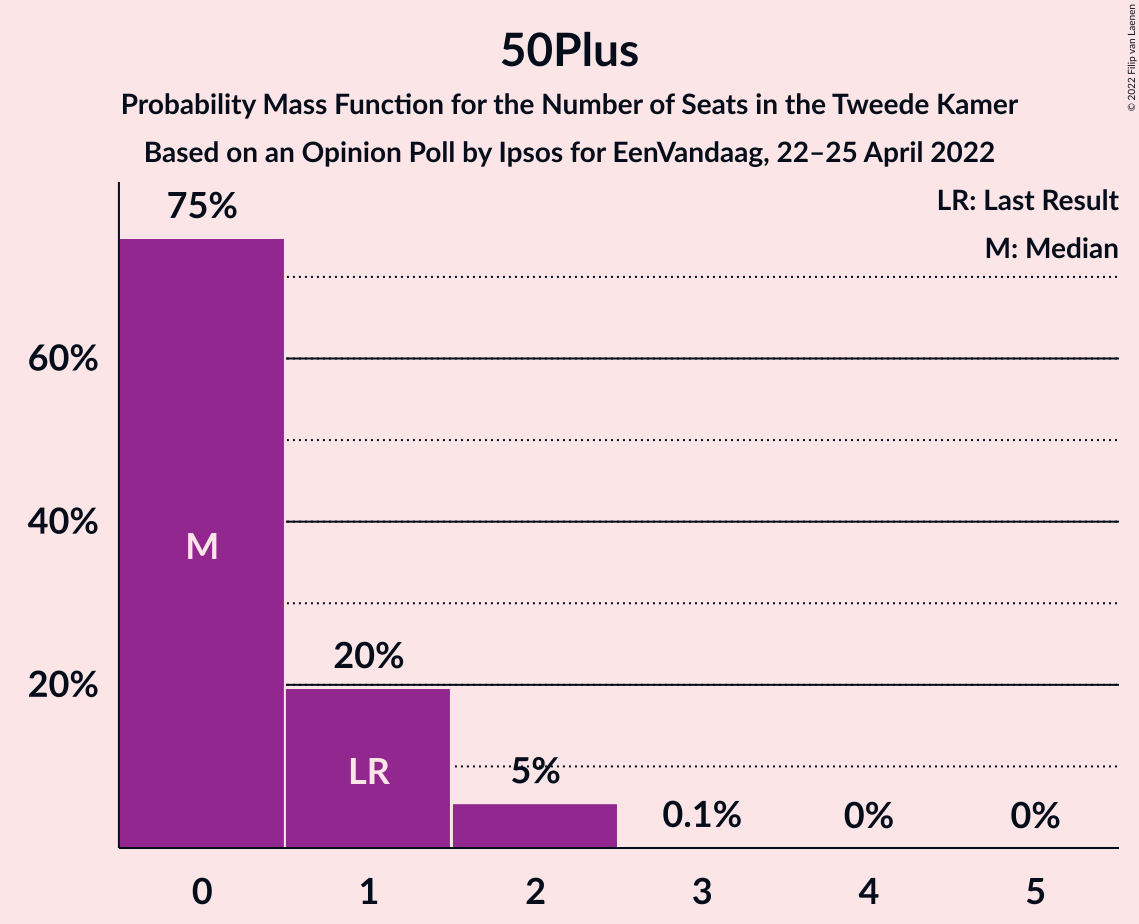 50Plus
Probability Mass Function for the Number of Seats in the Tweede Kamer
Based on an Opinion Poll by Ipsos for EenVandaag, 22–25 April 2022
© 2022 Filip van Laenen
LR: Last Result
M: Median
75%
60%
40%
20%
M
20%
LR
5%
0.1%
0%
0%
0 1 2 3 4 5